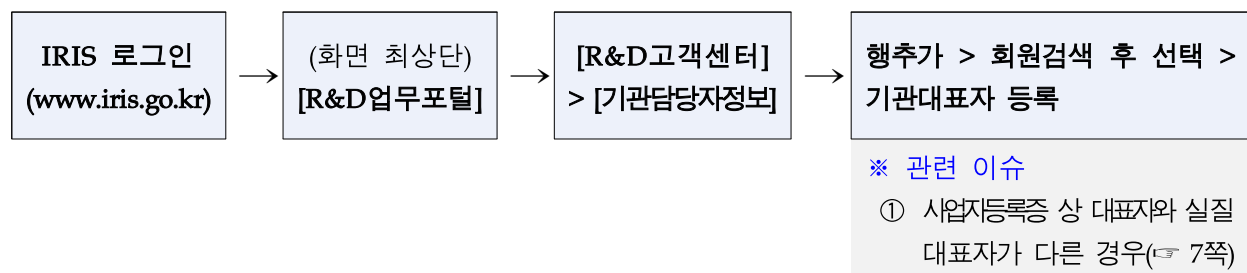 IRIS 로그인
(www.iris.go.kr)
→
(화면 최상단)
[R&D업무포털]
→
[R&D고객센터]
> [기관담당자정보]
→
행추가 > 회원검색 후 선택 >
기관대표자 등록
※ 관련 이슈
① 사업자등록증 상 대표자와 실질
대표자가 다른 경우(☞ 7쪽)